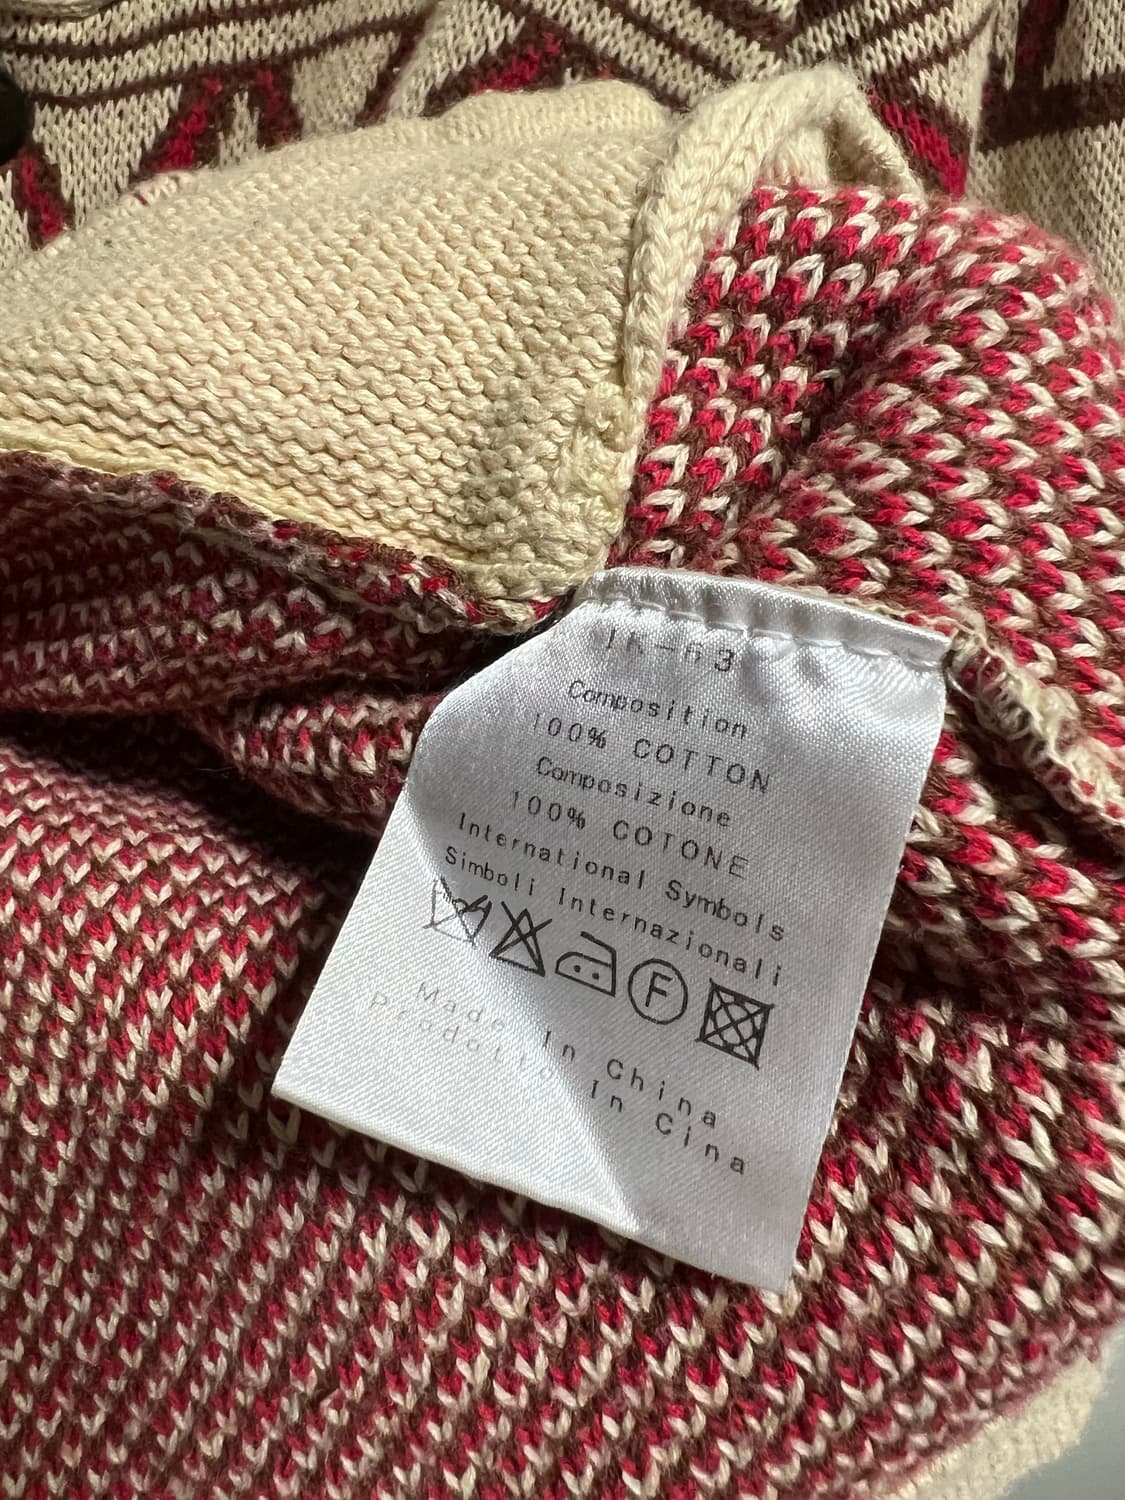 Composition
100% COTTON
Composizione
100% COTONE
International Symbols
Simboli Internazionali
F
Made In China
Prodotto In Cina